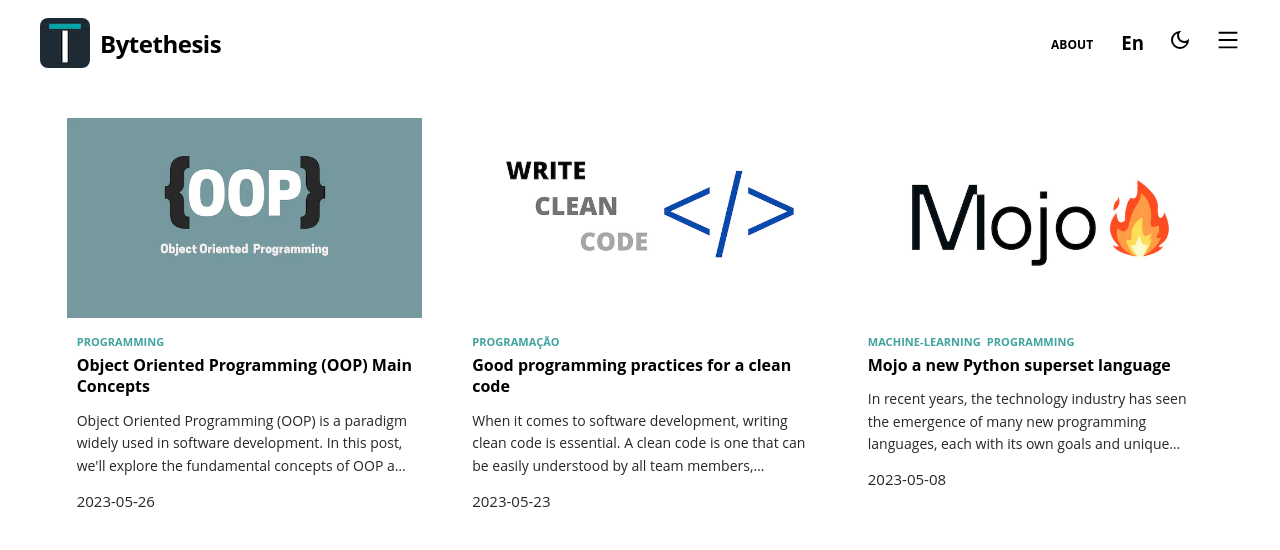 T Bytethesis
ABOUT
En
{OOP}
Object Oriented Programming
WRITE
CLEAN
CODE
</>
Mojo🔥
PROGRAMMING
Object Oriented Programming (OOP) Main
Concepts
Object Oriented Programming (OOP) is a paradigm
widely used in software development. In this post,
we'll explore the fundamental concepts of OOP a...
2023-05-26
PROGRAMAÇÃO
Good programming practices for a clean
code
When it comes to software development, writing
clean code is essential. A clean code is one that can
be easily understood by all team members,...
2023-05-23
MACHINE-LEARNING PROGRAMMING
Mojo a new Python superset language
In recent years, the technology industry has seen
the emergence of many new programming
languages, each with its own goals and unique...
2023-05-08